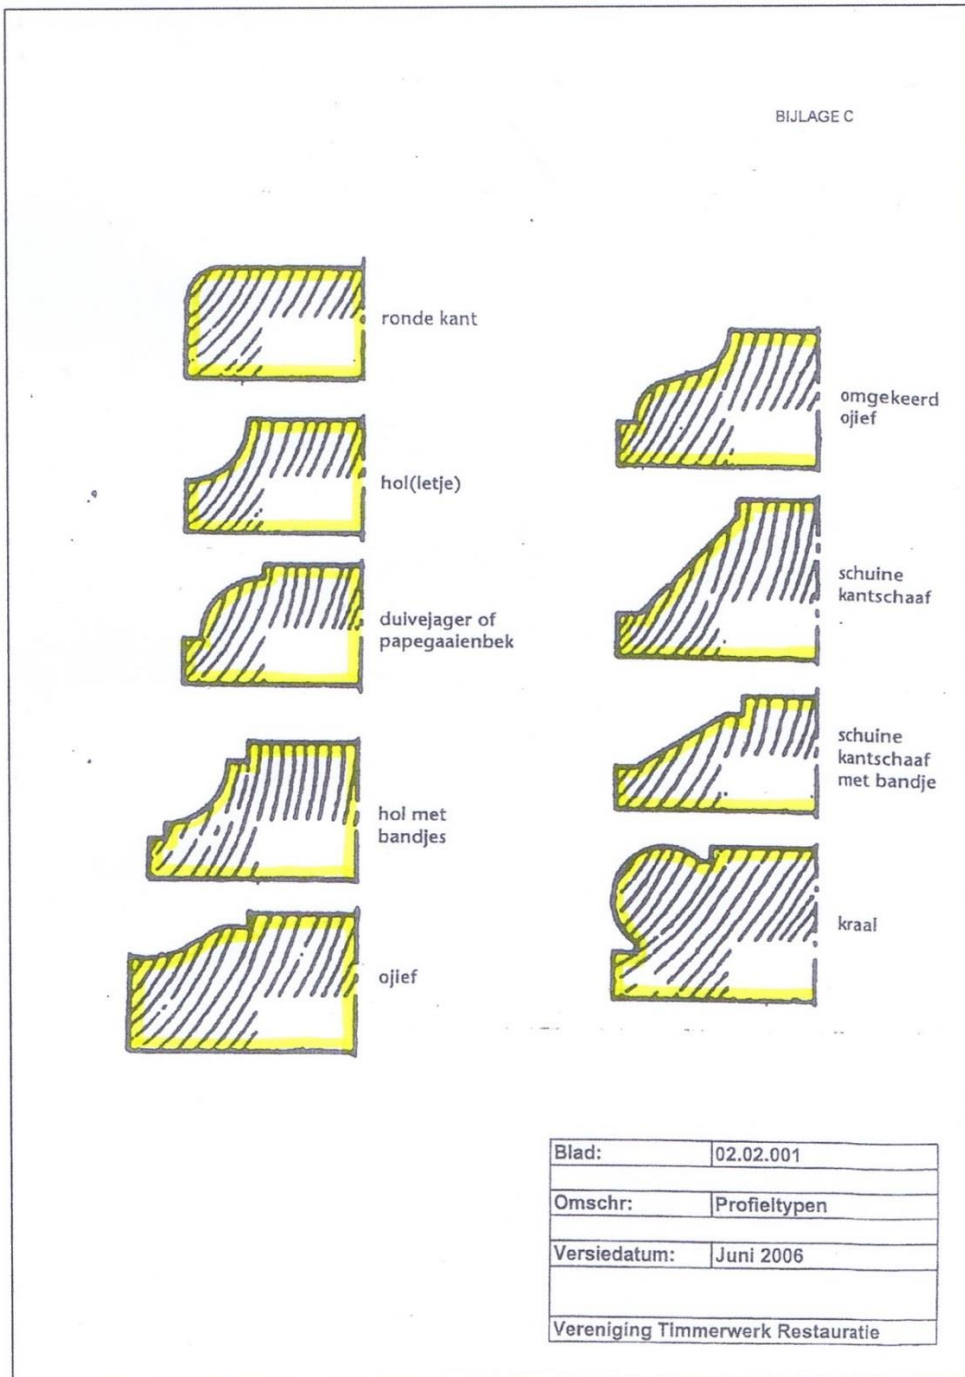 BIJLAGE C
ronde kant
hol(letje)
duivejager of
papegaaienbek
hol met
bandjes
ojief
omgekeerd
ojief
schuine
kantschaaf
schuine
kantschaaf
met bandje
kraal
Blad: 02.02.001
Omschr: Profieltypen
Versiedatum: Juni 2006
Vereniging Timmerwerk Restauratie